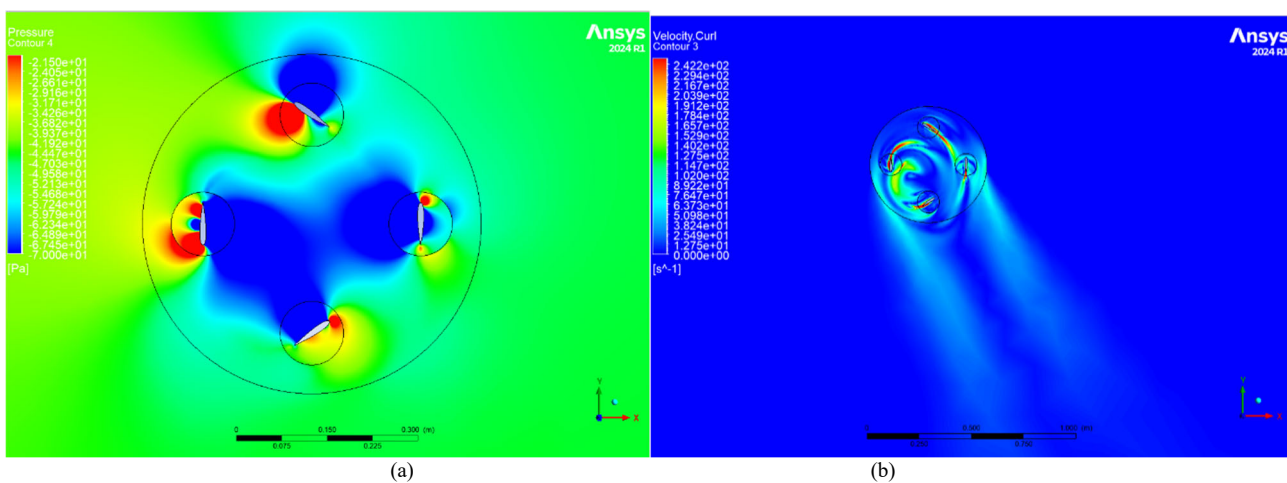 Pressure
Contour 4
-2.150e+01
-2.405e+01
-2.661e+01
-2.916e+01
-3.171e+01
-3.426e+01
-3.682e+01
-3.937e+01
-4.192e+01
-4.447e+01
-4.703e+01
-4.958e+01
-5.213e+01
-5.468e+01
-5.724e+01
-5.979e+01
-6.234e+01
-6.489e+01
-6.745e+01
-7.000e+01
[Pa]
Ansys
2024 R1
Y
X
0
0.150
0.300
(m)
0.075
0.225
(a)
Velocity.Curl
Contour 3
2.422e+02
2.294e+02
2.167e+02
2.039e+02
1.912e+02
1.784e+02
1.657e+02
1.529e+02
1.402e+02
1.275e+02
1.147e+02
1.020e+02
8.922e+01
7.647e+01
6.373e+01
5.098e+01
3.824e+01
2.549e+01
1.275e+01
0.000e+00
[s^-1]
Ansys
2024 R1
Y
X
0
(m)
(b)